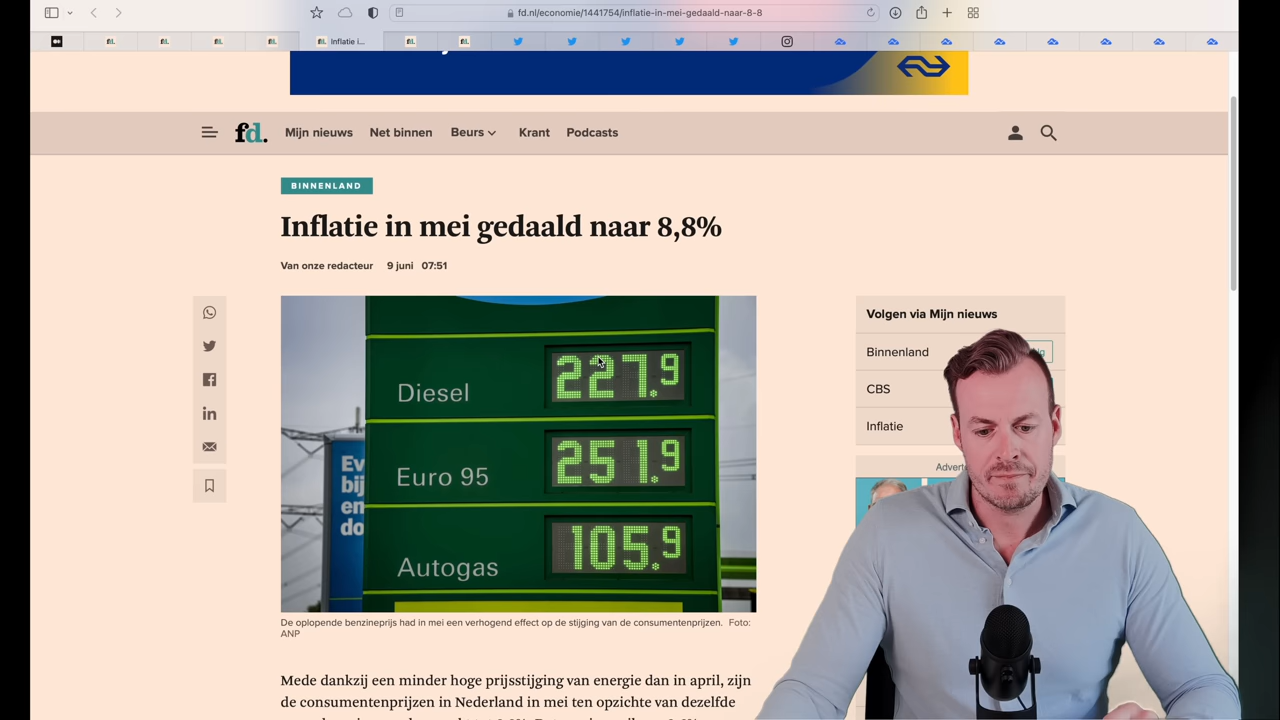 fd.nl/economie/1441754/inflatie-in-mei-gedaald-naar-8-8
Inflatie i...
fd. Mijn nieuws Net binnen Beurs Krant Podcasts
BINNENLAND
Inflatie in mei gedaald naar 8,8%
Van onze redacteur 9 juni 07:51
Diesel 227.9
Euro 95 251.9
Autogas 105.9
Ev
bij
en
do
De oplopende benzineprijs had in mei een verhogend effect op de stijging van de consumentenprijzen. Foto:
ANP
Mede dankzij een minder hoge prijsstijging van energie dan in april, zijn
de consumentenprijzen in Nederland in mei ten opzichte van dezelfde
Volgen via Mijn nieuws
Binnenland
CBS
Inflatie